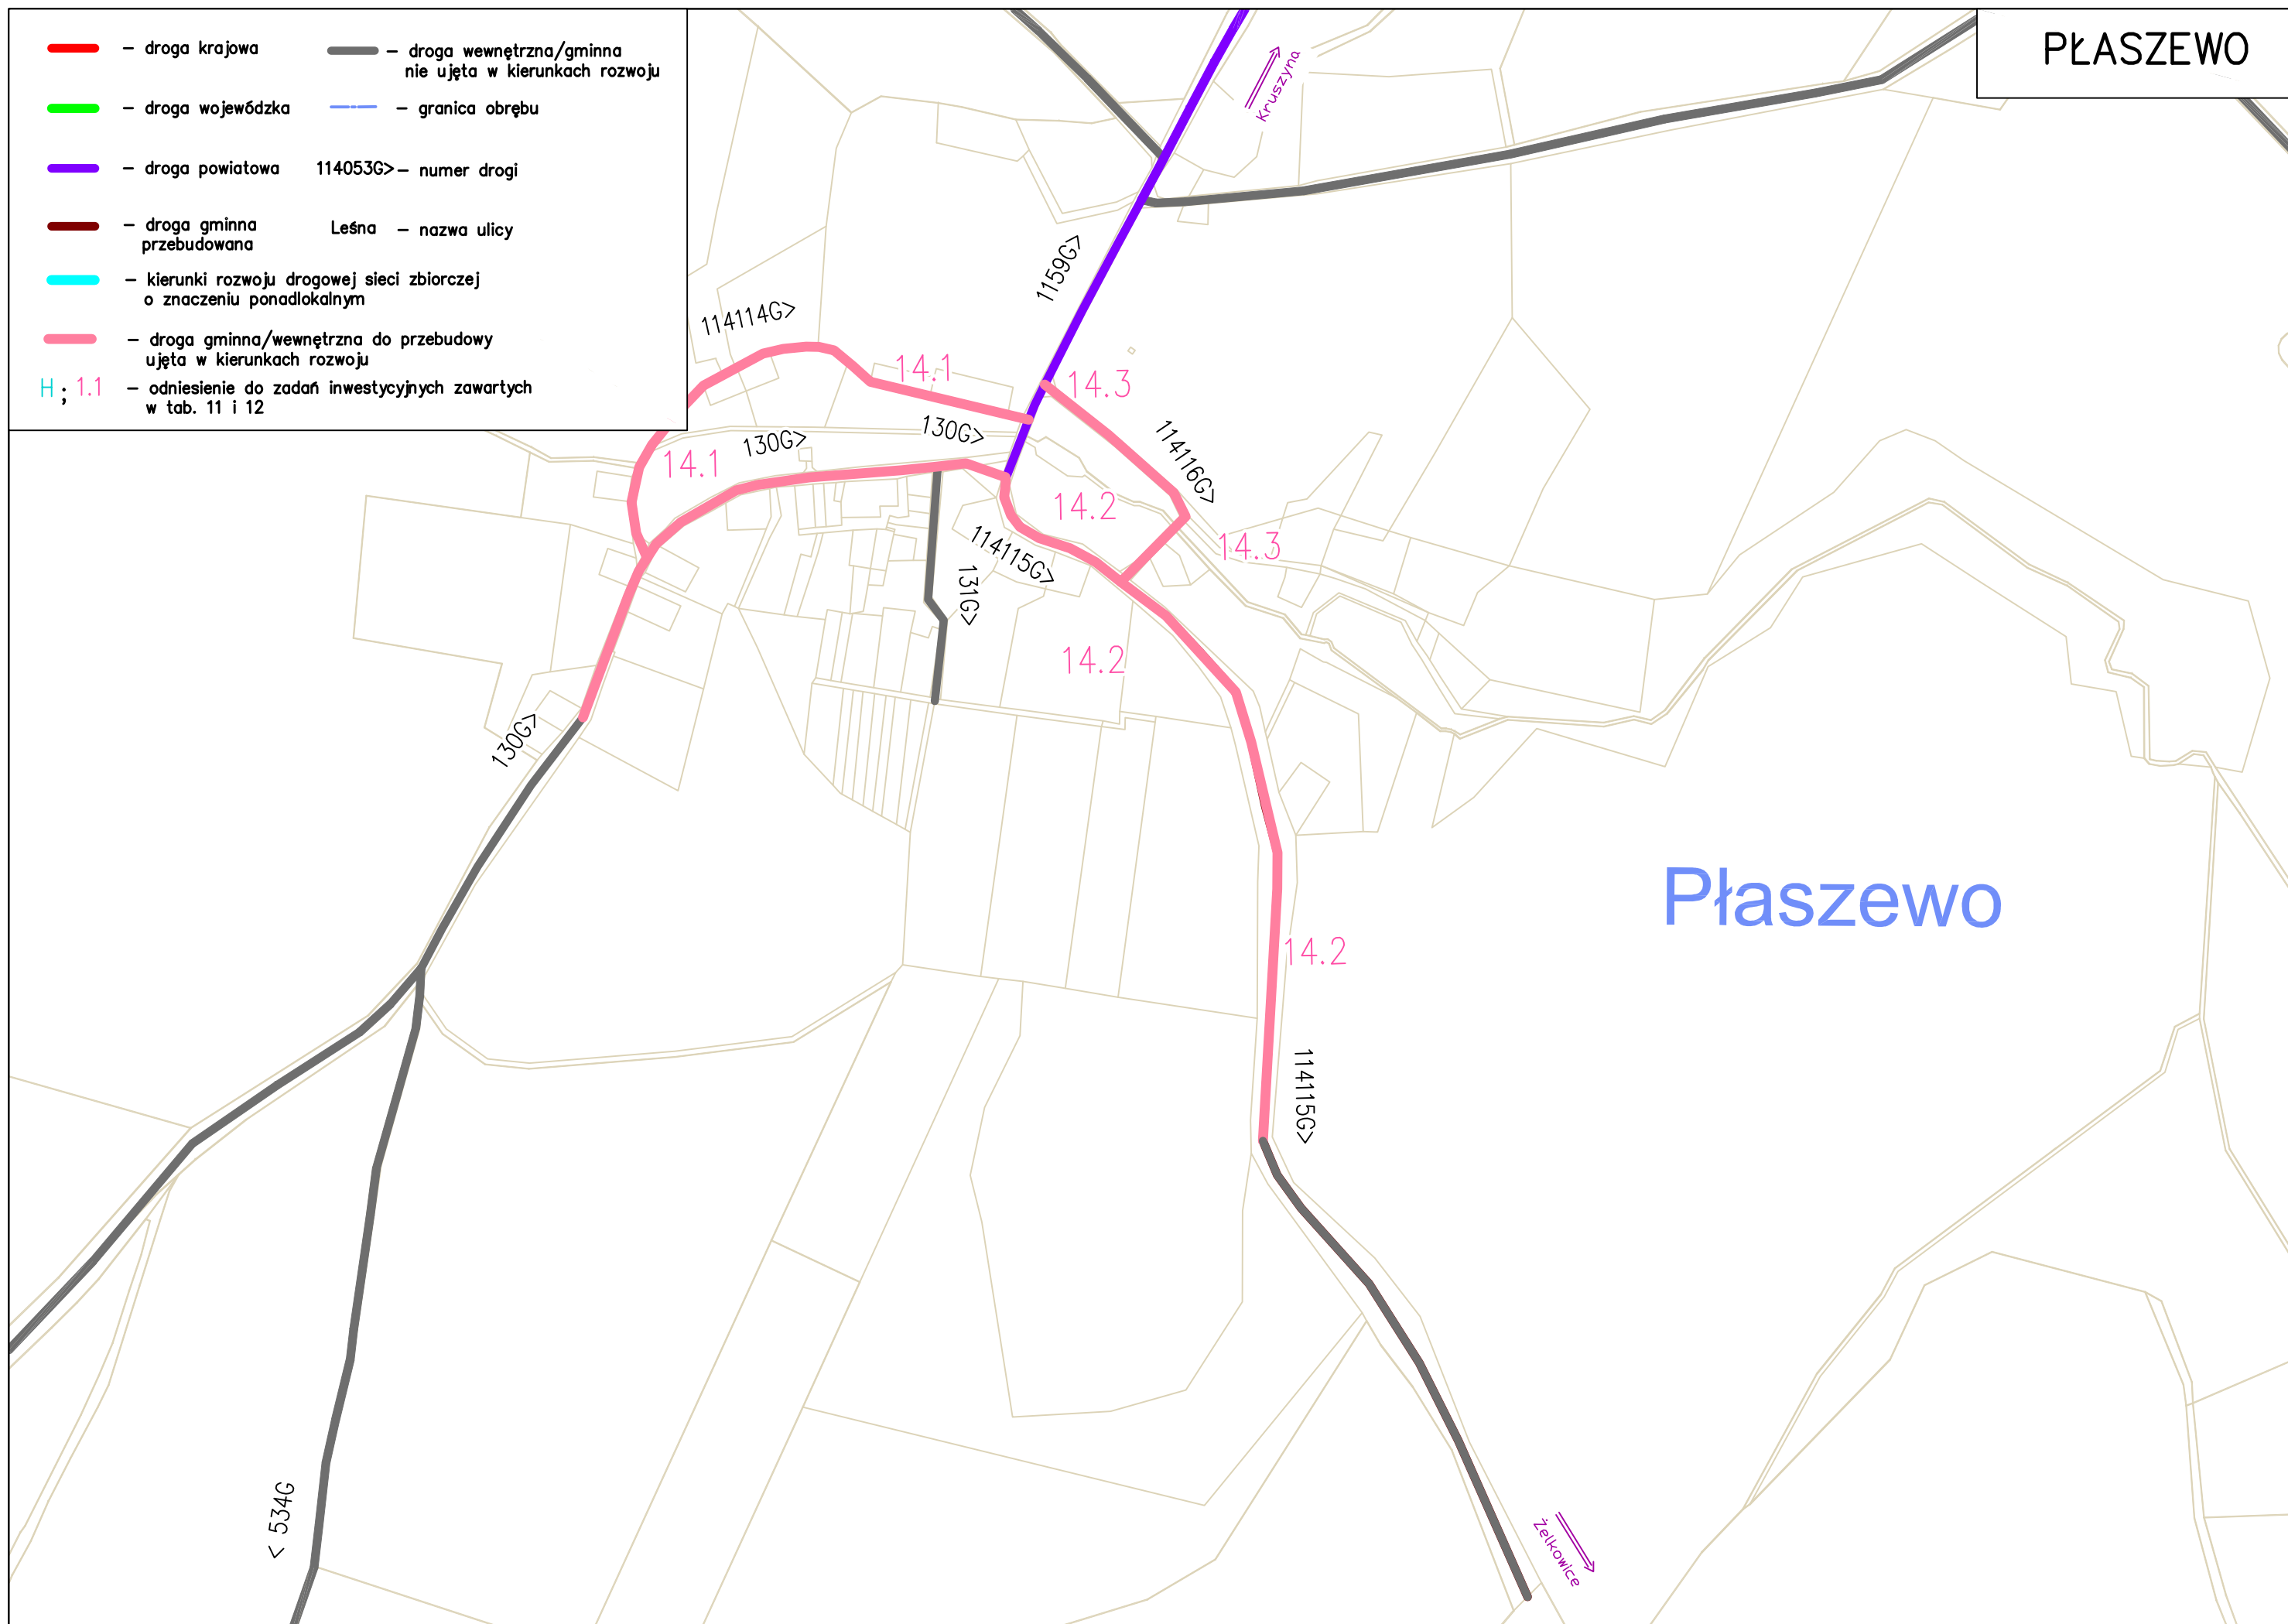 – droga krajowa
– droga wojewódzka
– droga powiatowa
– droga gminna
przebudowana
– kierunki rozwoju drogowej sieci zbiorczej
o znaczeniu ponadlokalnym
– droga gminna/wewnętrzna do przebudowy
ujęta w kierunkach rozwoju
H ; 1.1 – odniesienie do zadań inwestycyjnych zawartych
w tab. 11 i 12
– droga wewnętrzna/gminna
nie ujęta w kierunkach rozwoju
– granica obrębu
114053G> – numer drogi
Leśna – nazwa ulicy
PŁASZEWO
Kruszyna
1159G>
114114G>
14.1
14.3
130G>
130G>
14.1
114116G>
14.2
14.3
114115G>
131G>
14.2
130G>
Płaszewo
14.2
114115G>
< 534G
Żelkowice